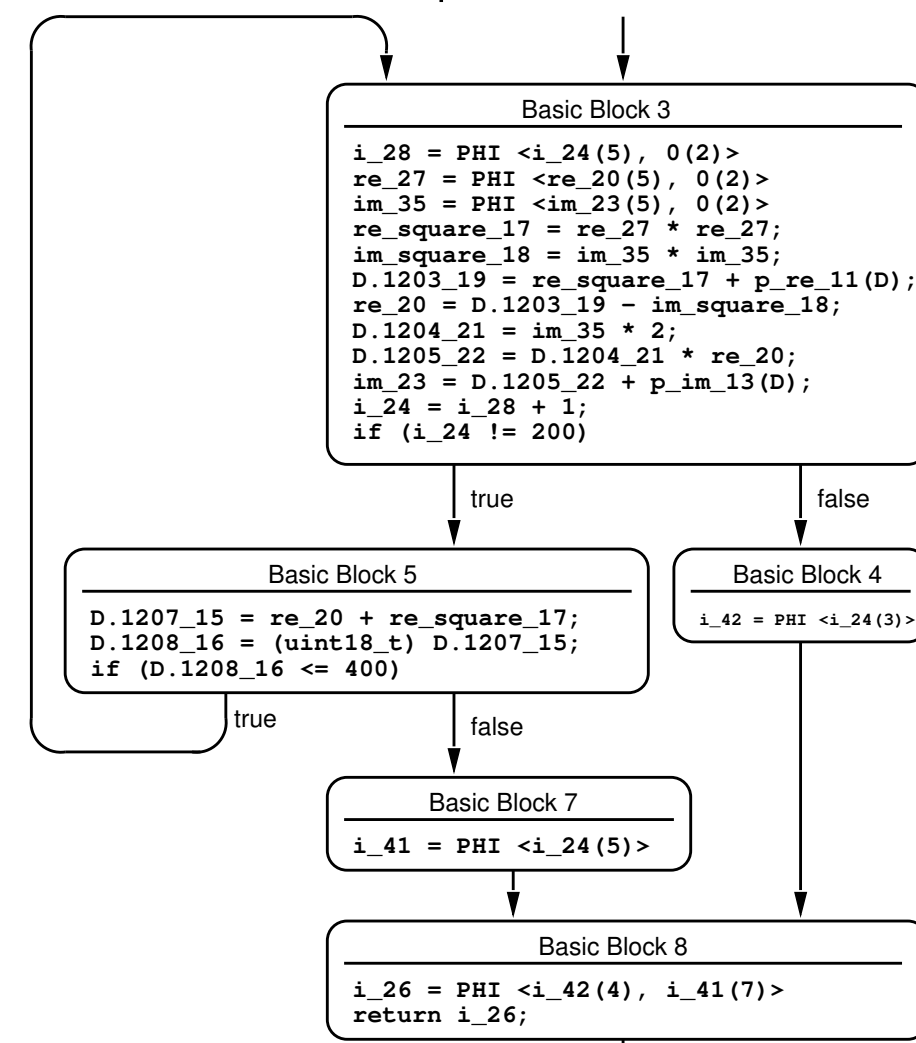 Basic Block 3
i_28 = PHI <i_24(5), 0(2)>
re_27 = PHI <re_20(5), 0(2)>
im_35 = PHI <im_23(5), 0(2)>
re_square_17 = re_27 * re_27;
im_square_18 = im_35 * im_35;
D.1203_19 = re_square_17 + p_re_11(D);
re_20 = D.1203_19 − im_square_18;
D.1204_21 = im_35 * 2;
D.1205_22 = D.1204_21 * re_20;
im_23 = D.1205_22 + p_im_13(D);
i_24 = i_28 + 1;
if (i_24 != 200)
true
false
Basic Block 5
D.1207_15 = re_20 + re_square_17;
D.1208_16 = (uint18_t) D.1207_15;
if (D.1208_16 <= 400)
Basic Block 4
i_42 = PHI <i_24(3)>
true
false
Basic Block 7
i_41 = PHI <i_24(5)>
Basic Block 8
i_26 = PHI <i_42(4), i_41(7)>
return i_26;